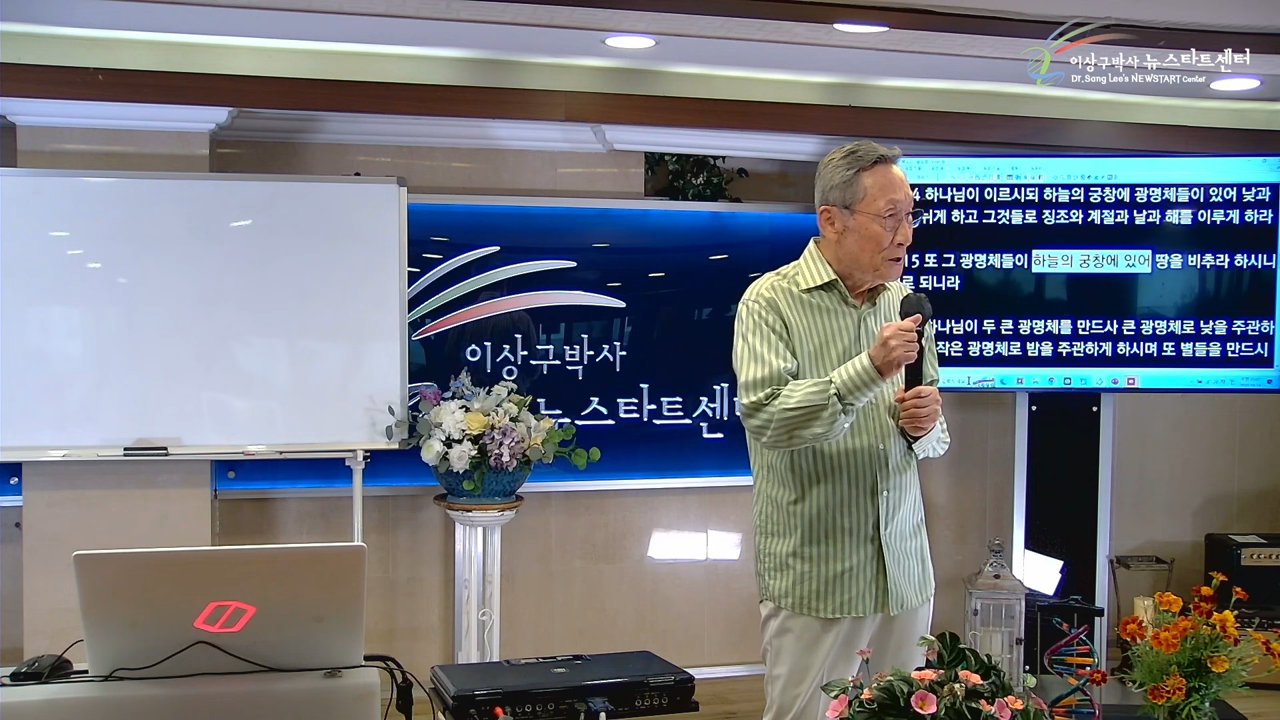 이상구박사 뉴스타트센터
Dr. Sang Lee's NEWSTART Center
4 하나님이 이르시되 하늘의 궁창에 광명체들이 있어 낮과
뉘게 하고 그것들로 징조와 계절과 날과 해를 이루게 하라
5 또 그 광명체들이 하늘의 궁창에 있어 땅을 비추라 하시니
로 되니라
하나님이 두 큰 광명체를 만드사 큰 광명체로 낮을 주관하
작은 광명체로 밤을 주관하게 하시며 또 별들을 만드시
이상구박사
뉴스타트센터